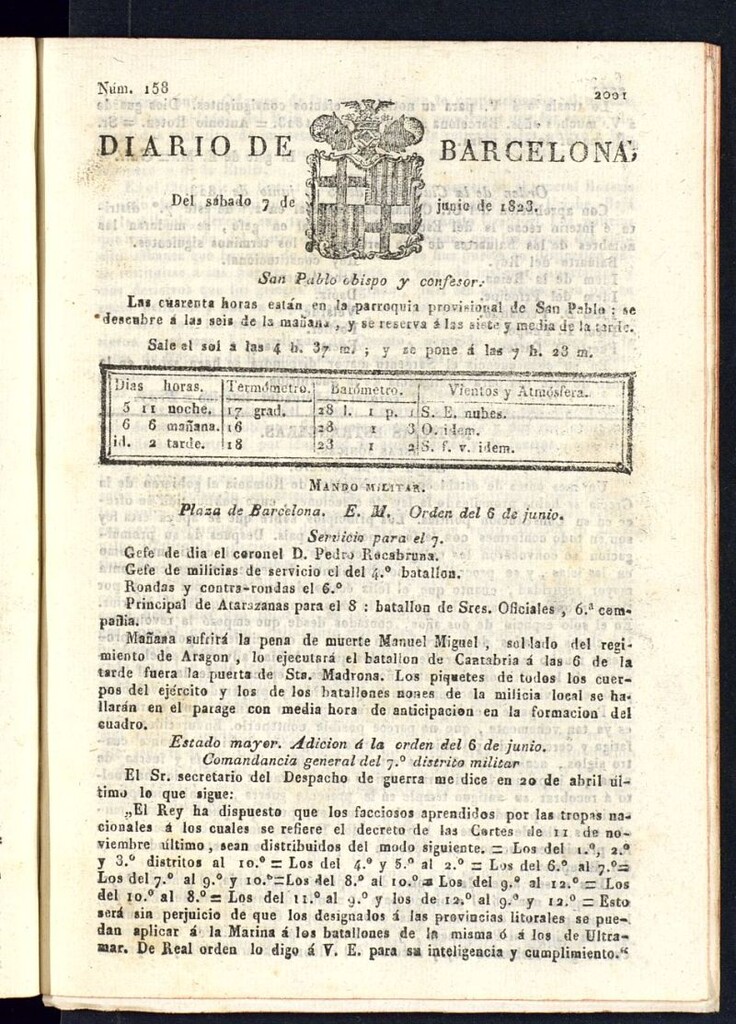 Núm. 158
2001
DIARIO DE BARCELONA,
Del sábado 7 de junio de 1823.
San Pablo obispo y confesor.
Las cuarenta horas están en la parroquia provisional de San Pablo : se
descubre á las seis de la mañana, y se reserva á las siete y media de la tarde.
Sale el sol á las 4 h. 37 m. ; y se pone á las 7 h. 23 m.
Dias horas. Termómetro. Barómetro. Vientos y Atmósfera.
5 11 noche. 17 grad. 28 l. 1 p. 1 S. E. nubes.
6 6 mañana. 16 28 1 3 O. idem.
id. 2 tarde. 18 28 1 2 S. f. v. idem.
MANDO MILITAR.
Plaza de Barcelona. E. M. Orden del 6 de junio.
Servicio para el 7.
Gefe de dia el coronel D. Pedro Rocabruna.
Gefe de milicias de servicio el del 4.º batallon.
Rondas y contra-rondas el 6.º
Principal de Atarazanas para el 8 : batallon de Sres. Oficiales, 6.ª com-
pañia.
Mañana sufrirá la pena de muerte Manuel Miguel, soldado del regi-
miento de Aragon, lo ejecutará el batallon de Cantabria á las 6 de la
tarde fuera la puerta de Sta. Madrona. Los piquetes de todos los cuer-
pos del ejército y los de los batallones nones de la milicia local se ha-
llarán en el parage con media hora de anticipacion en la formacion del
cuadro.
Estado mayor. Adicion á la orden del 6 de junio.
Comandancia general del 7.º distrito militar
El Sr. secretario del Despacho de guerra me dice en 20 de abril úl-
timo lo que sigue:
„El Rey ha dispuesto que los facciosos aprendidos por las tropas na-
cionales á los cuales se refiere el decreto de las Cortes de 11 de no-
viembre último, sean distribuidos del modo siguiente. = Los del 1.º, 2.º
y 3.º distritos al 10.º = Los del 4.º y 5.º al 2.º = Los del 6.º al 7.º =
Los del 7.º al 9.º y 10.º = Los del 8.º al 10.º = Los del 9.º al 12.º = Los
del 10.º al 8.º = Los del 11.º al 9.º y los de 12.º al 9.º y 12.º = Esto
será sin perjuicio de que los designados á las provincias litorales se pue-
dan aplicar á la Marina á los batallones de la misma ó á los de Ultra-
mar. De Real orden lo digo á V. E. para su inteligencia y cumplimiento.“